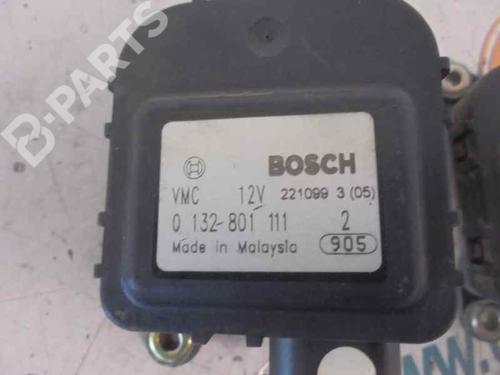 B-PARTS
BOSCH
VMC 12V 221099 3 (05)
0 132-801 111 2
Made in Malaysia 905